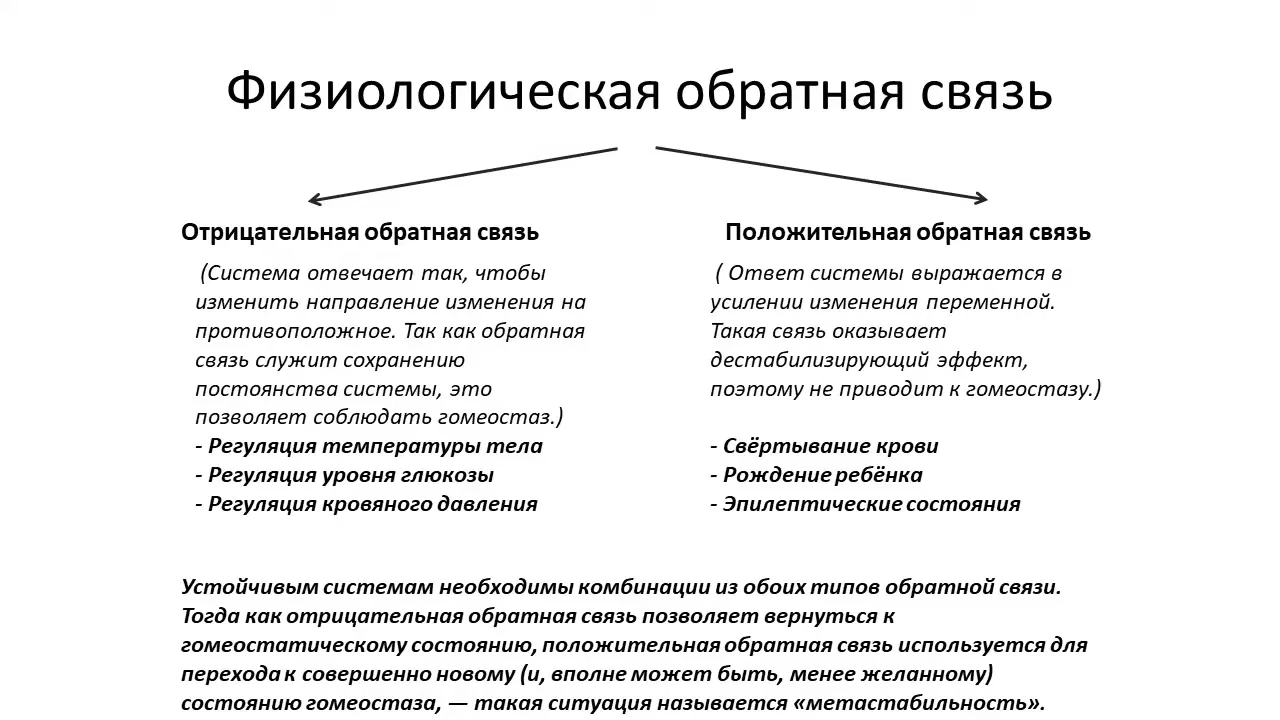 Физиологическая обратная связь
Отрицательная обратная связь
(Система отвечает так, чтобы
изменить направление изменения на
противоположное. Так как обратная
связь служит сохранению
постоянства системы, это
позволяет соблюдать гомеостаз.)
- Регуляция температуры тела
- Регуляция уровня глюкозы
- Регуляция кровяного давления
Положительная обратная связь
( Ответ системы выражается в
усилении изменения переменной.
Такая связь оказывает
дестабилизирующий эффект,
поэтому не приводит к гомеостазу.)
- Свёртывание крови
- Рождение ребёнка
- Эпилептические состояния
Устойчивым системам необходимы комбинации из обоих типов обратной связи.
Тогда как отрицательная обратная связь позволяет вернуться к
гомеостатическому состоянию, положительная обратная связь используется для
перехода к совершенно новому (и, вполне может быть, менее желанному)
состоянию гомеостаза, — такая ситуация называется «метастабильность».